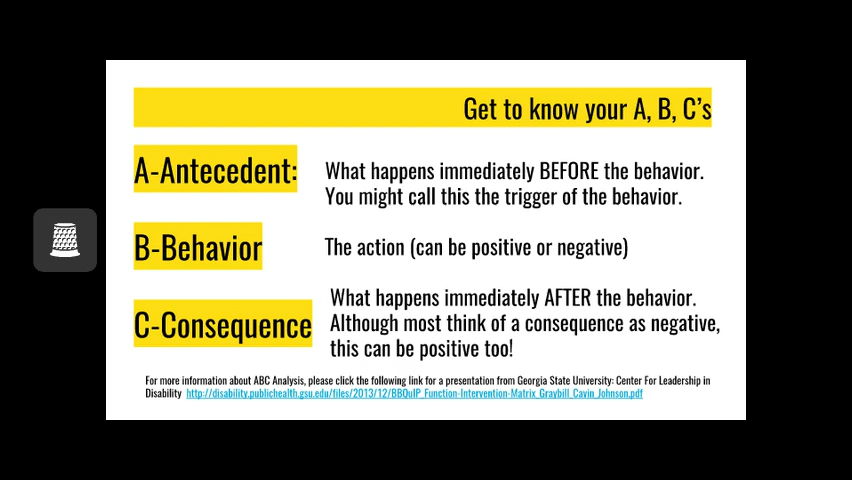 Get to know your A, B, C's
A-Antecedent:
What happens immediately BEFORE the behavior.
You might call this the trigger of the behavior.
B-Behavior
The action (can be positive or negative)
C-Consequence
What happens immediately AFTER the behavior.
Although most think of a consequence as negative,
this can be positive too!
For more information about ABC Analysis, please click the following link for a presentation from Georgia State University: Center For Leadership in
Disability http://disability.publichealth.gsu.edu/files/2013/12/BBQuIP_Function-Intervention-Matrix_Graybill_Cavin_Johnson.pdf